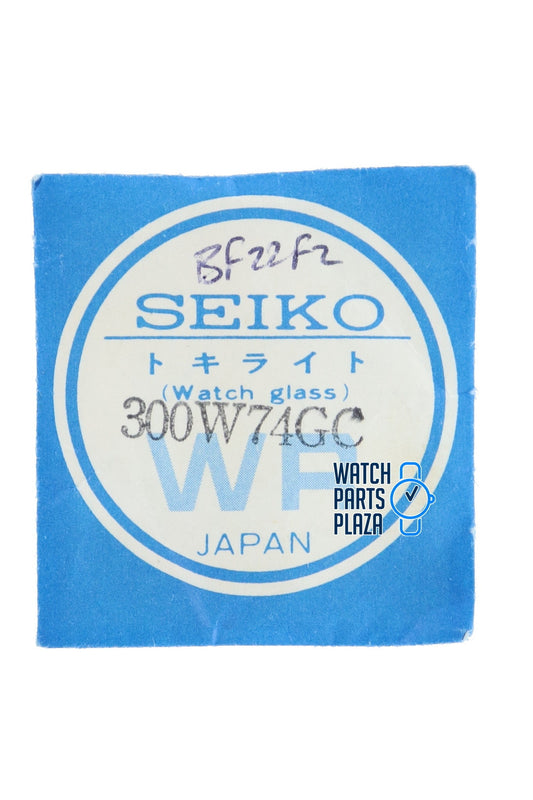 BF22F2
SEIKO
トキライト
(Watch glass)
300W74GC
WP
JAPAN
WATCH
PARTS
PLAZA